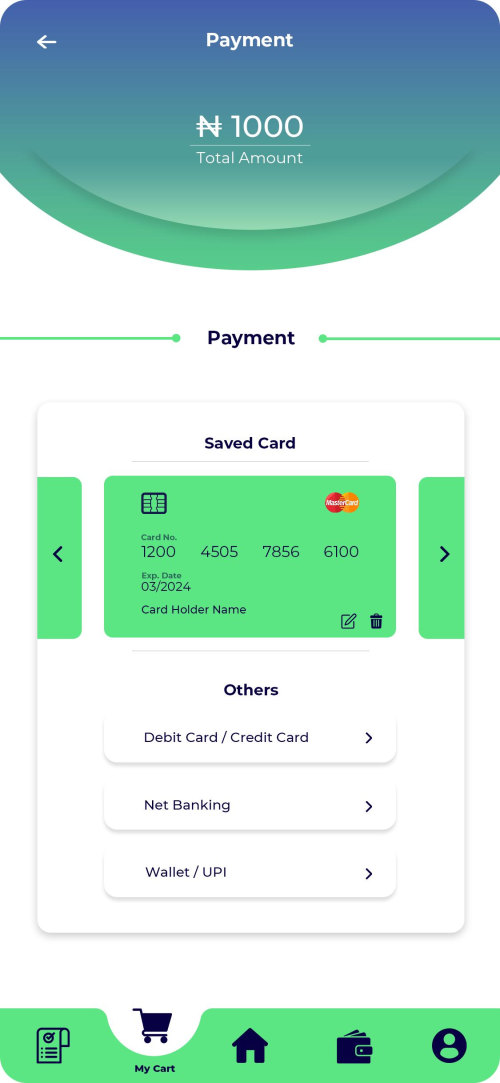 Payment
₦ 1000
Total Amount
Payment
Saved Card
MasterCard
Card No.
1200 4505 7856 6100
Exp. Date
03/2024
Card Holder Name
Others
Debit Card / Credit Card
Net Banking
Wallet / UPI
My Cart